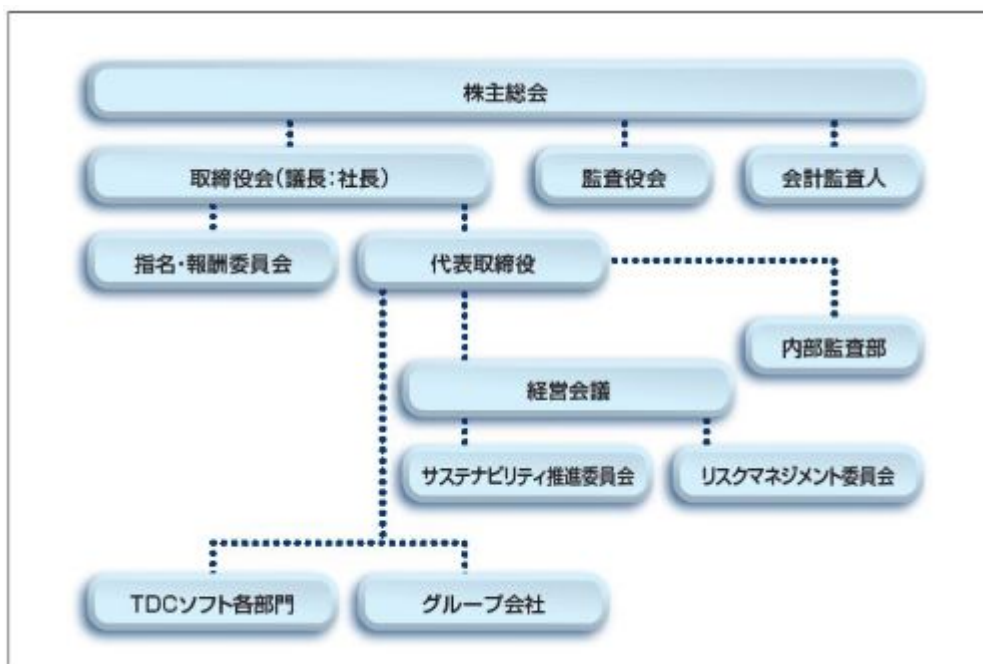 株主総会
取締役会(議長:社長)
監査役会
会計監査人
指名・報酬委員会
代表取締役
内部監査部
経営会議
サステナビリティ推進委員会
リスクマネジメント委員会
TDCソフト各部門
グループ会社